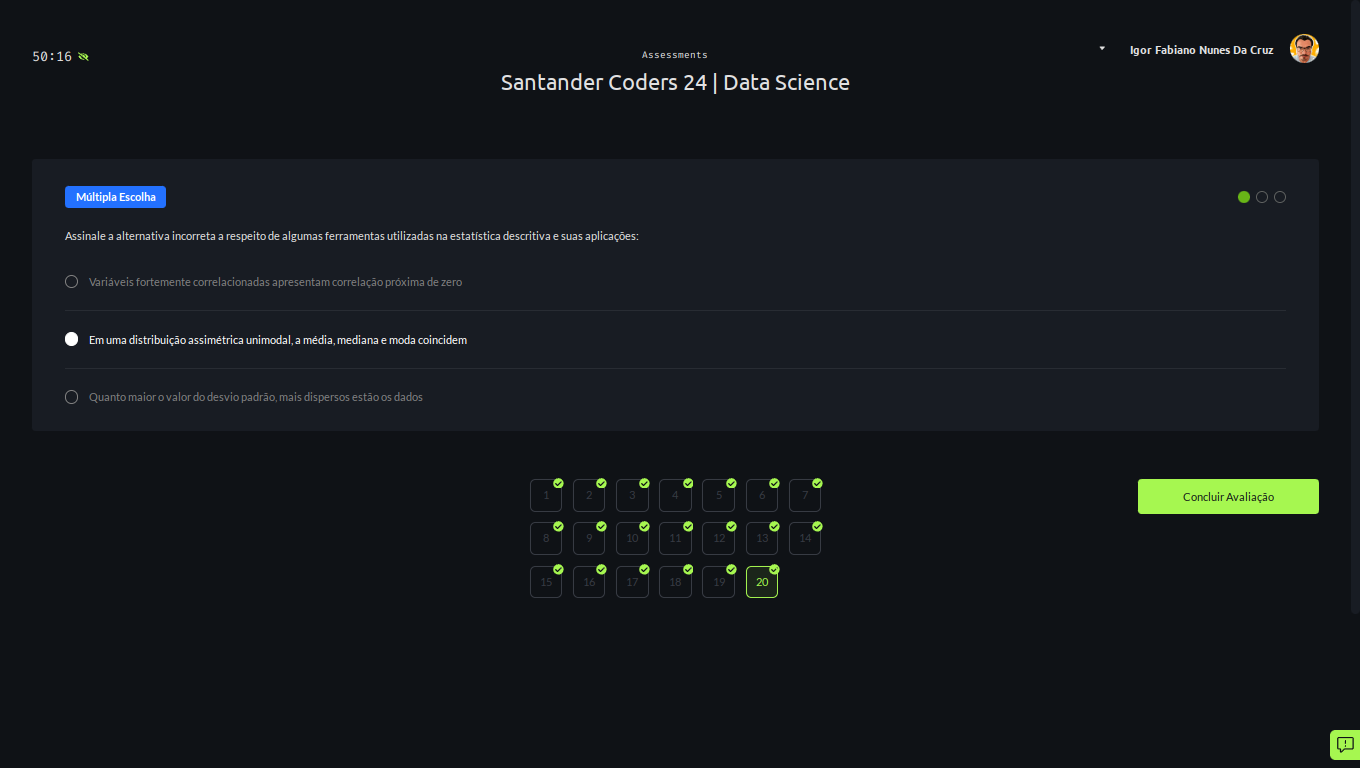 50:16
Assessments
Santander Coders 24 | Data Science
Igor Fabiano Nunes Da Cruz
Múltipla Escolha
Assinale a alternativa incorreta a respeito de algumas ferramentas utilizadas na estatística descritiva e suas aplicações:
Variáveis fortemente correlacionadas apresentam correlação próxima de zero
Em uma distribuição assimétrica unimodal, a média, mediana e moda coincidem
Quanto maior o valor do desvio padrão, mais dispersos estão os dados
1 2 3 4 5 6 7
Concluir Avaliação
8 9 10 11 12 13 14
15 16 17 18 19 20